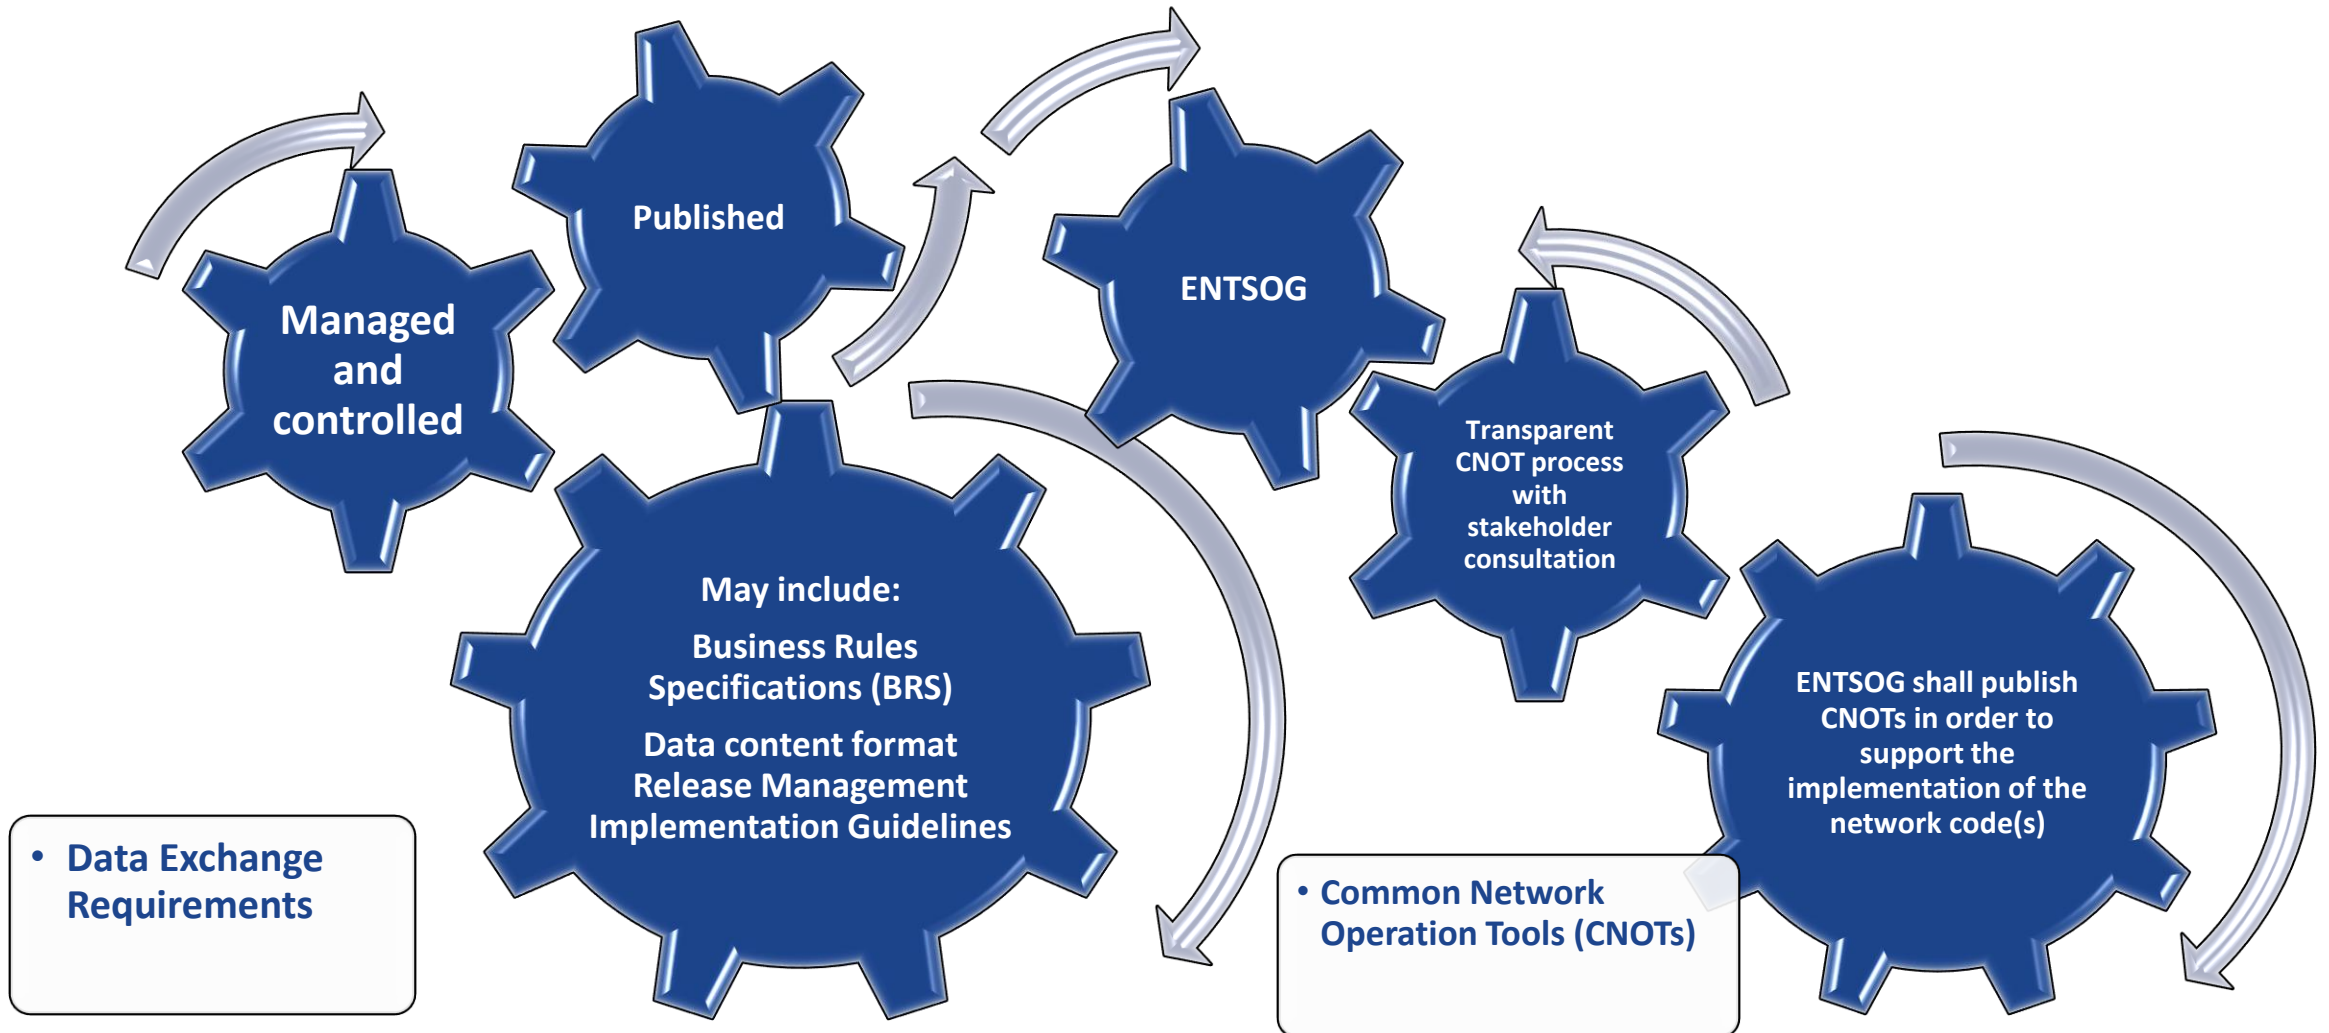 Published
Managed
and
controlled
May include:
Business Rules
Specifications (BRS)
Data content format
Release Management
Implementation Guidelines
• Data Exchange
Requirements
ENTSOG
Transparent
CNOT process
with
stakeholder
consultation
ENTSOG shall publish
CNOTs in order to
support the
implementation of the
network code(s)
• Common Network
Operation Tools (CNOTs)